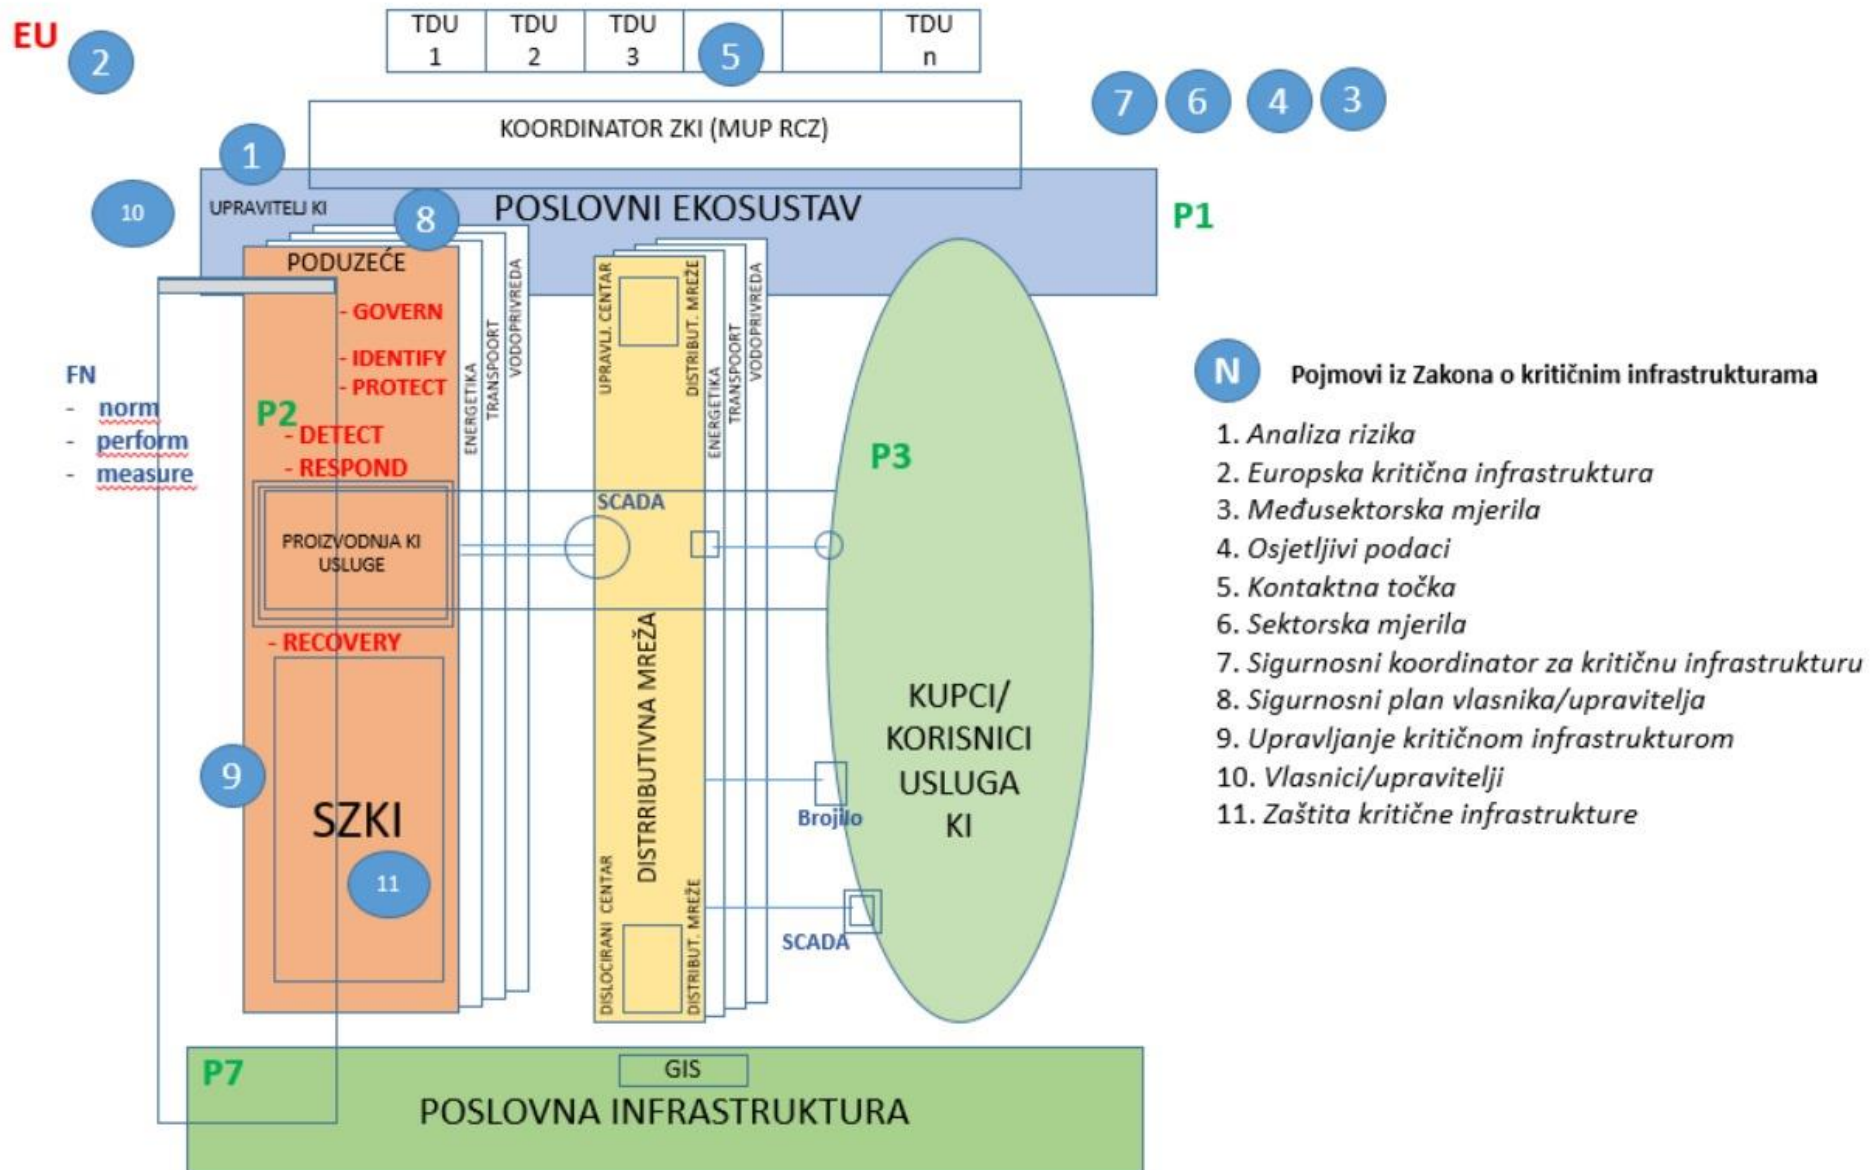 EU
2
TDU
1
TDU
2
TDU
3
5
TDU
n
7
6
4
3
KOORDINATOR ZKI (MUP RCZ)
1
10
UPRAVITELJ KI
8
POSLOVNI EKOSUSTAV
P1
PODUZEĆE
- GOVERN
- IDENTIFY
- PROTECT
P2
- DETECT
- RESPOND
FN
- norm
- perform
- measure
ENERGETIKA
TRANSPOORT
VODOPRIVREDA
UPRAVLJ. CENTAR
DISTRIBUT. MREŽE
ENERGETIKA
TRANSPOORT
VODOPRIVREDA
P3
SCADA
PROIZVODNJA KI
USLUGE
- RECOVERY
DISTRRIBUTIVNA MREŽA
KUPCI/
KORISNICI
USLUGA
KI
9
SZKI
11
Brojilo
DISLOCIRANI CENTAR
DISTRIBUT. MREŽE
SCADA
P7
GIS
POSLOVNA INFRASTRUKTURA
N
Pojmovi iz Zakona o kritičnim infrastrukturama
1. Analiza rizika
2. Europska kritična infrastruktura
3. Međusektorska mjerila
4. Osjetljivi podaci
5. Kontaktna točka
6. Sektorska mjerila
7. Sigurnosni koordinator za kritičnu infrastrukturu
8. Sigurnosni plan vlasnika/upravitelja
9. Upravljanje kritičnom infrastrukturom
10. Vlasnici/upravitelji
11. Zaštita kritične infrastrukture